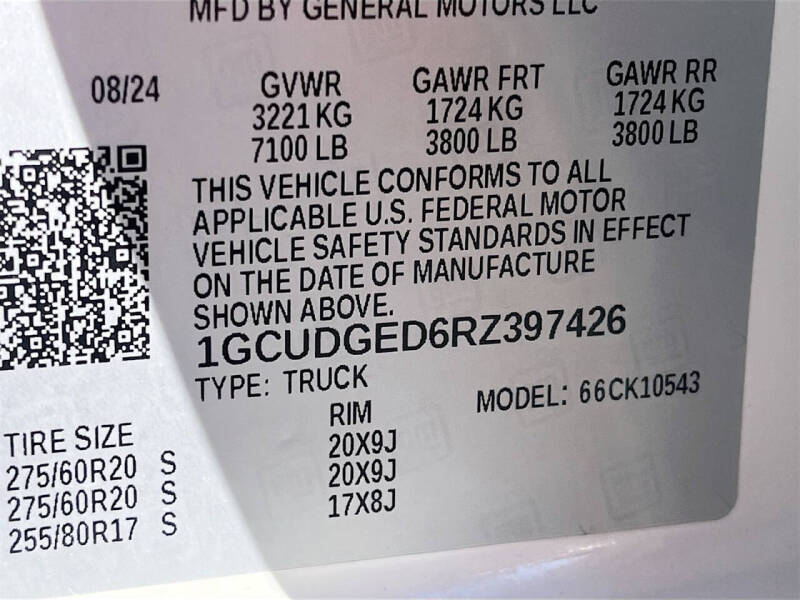 MFD BY GENERAL MOTORS LLC
08/24 GVWR GAWR FRT GAWR RR
3221 KG 1724 KG 1724 KG
7100 LB 3800 LB 3800 LB
THIS VEHICLE CONFORMS TO ALL
APPLICABLE U.S. FEDERAL MOTOR
VEHICLE SAFETY STANDARDS IN EFFECT
ON THE DATE OF MANUFACTURE
SHOWN ABOVE.
1GCUDGED6RZ397426
TYPE: TRUCK MODEL: 66CK10543
TIRE SIZE RIM
275/60R20 S 20X9J
275/60R20 S 20X9J
255/80R17 S 17X8J